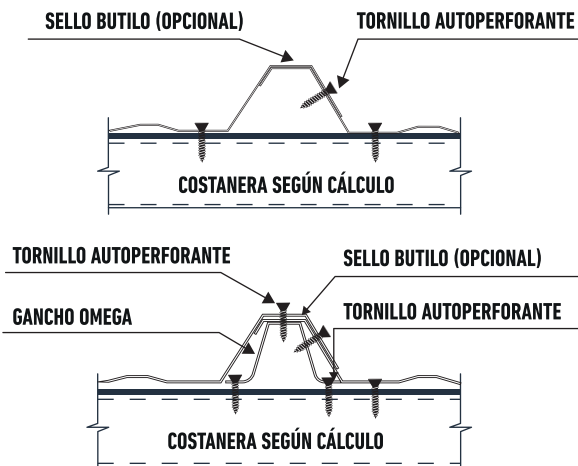 SELLO BUTILO (OPCIONAL)
TORNILLO AUTOPERFORANTE
COSTANERA SEGÚN CÁLCULO
TORNILLO AUTOPERFORANTE
SELLO BUTILO (OPCIONAL)
GANCHO OMEGA
TORNILLO AUTOPERFORANTE
COSTANERA SEGÚN CÁLCULO